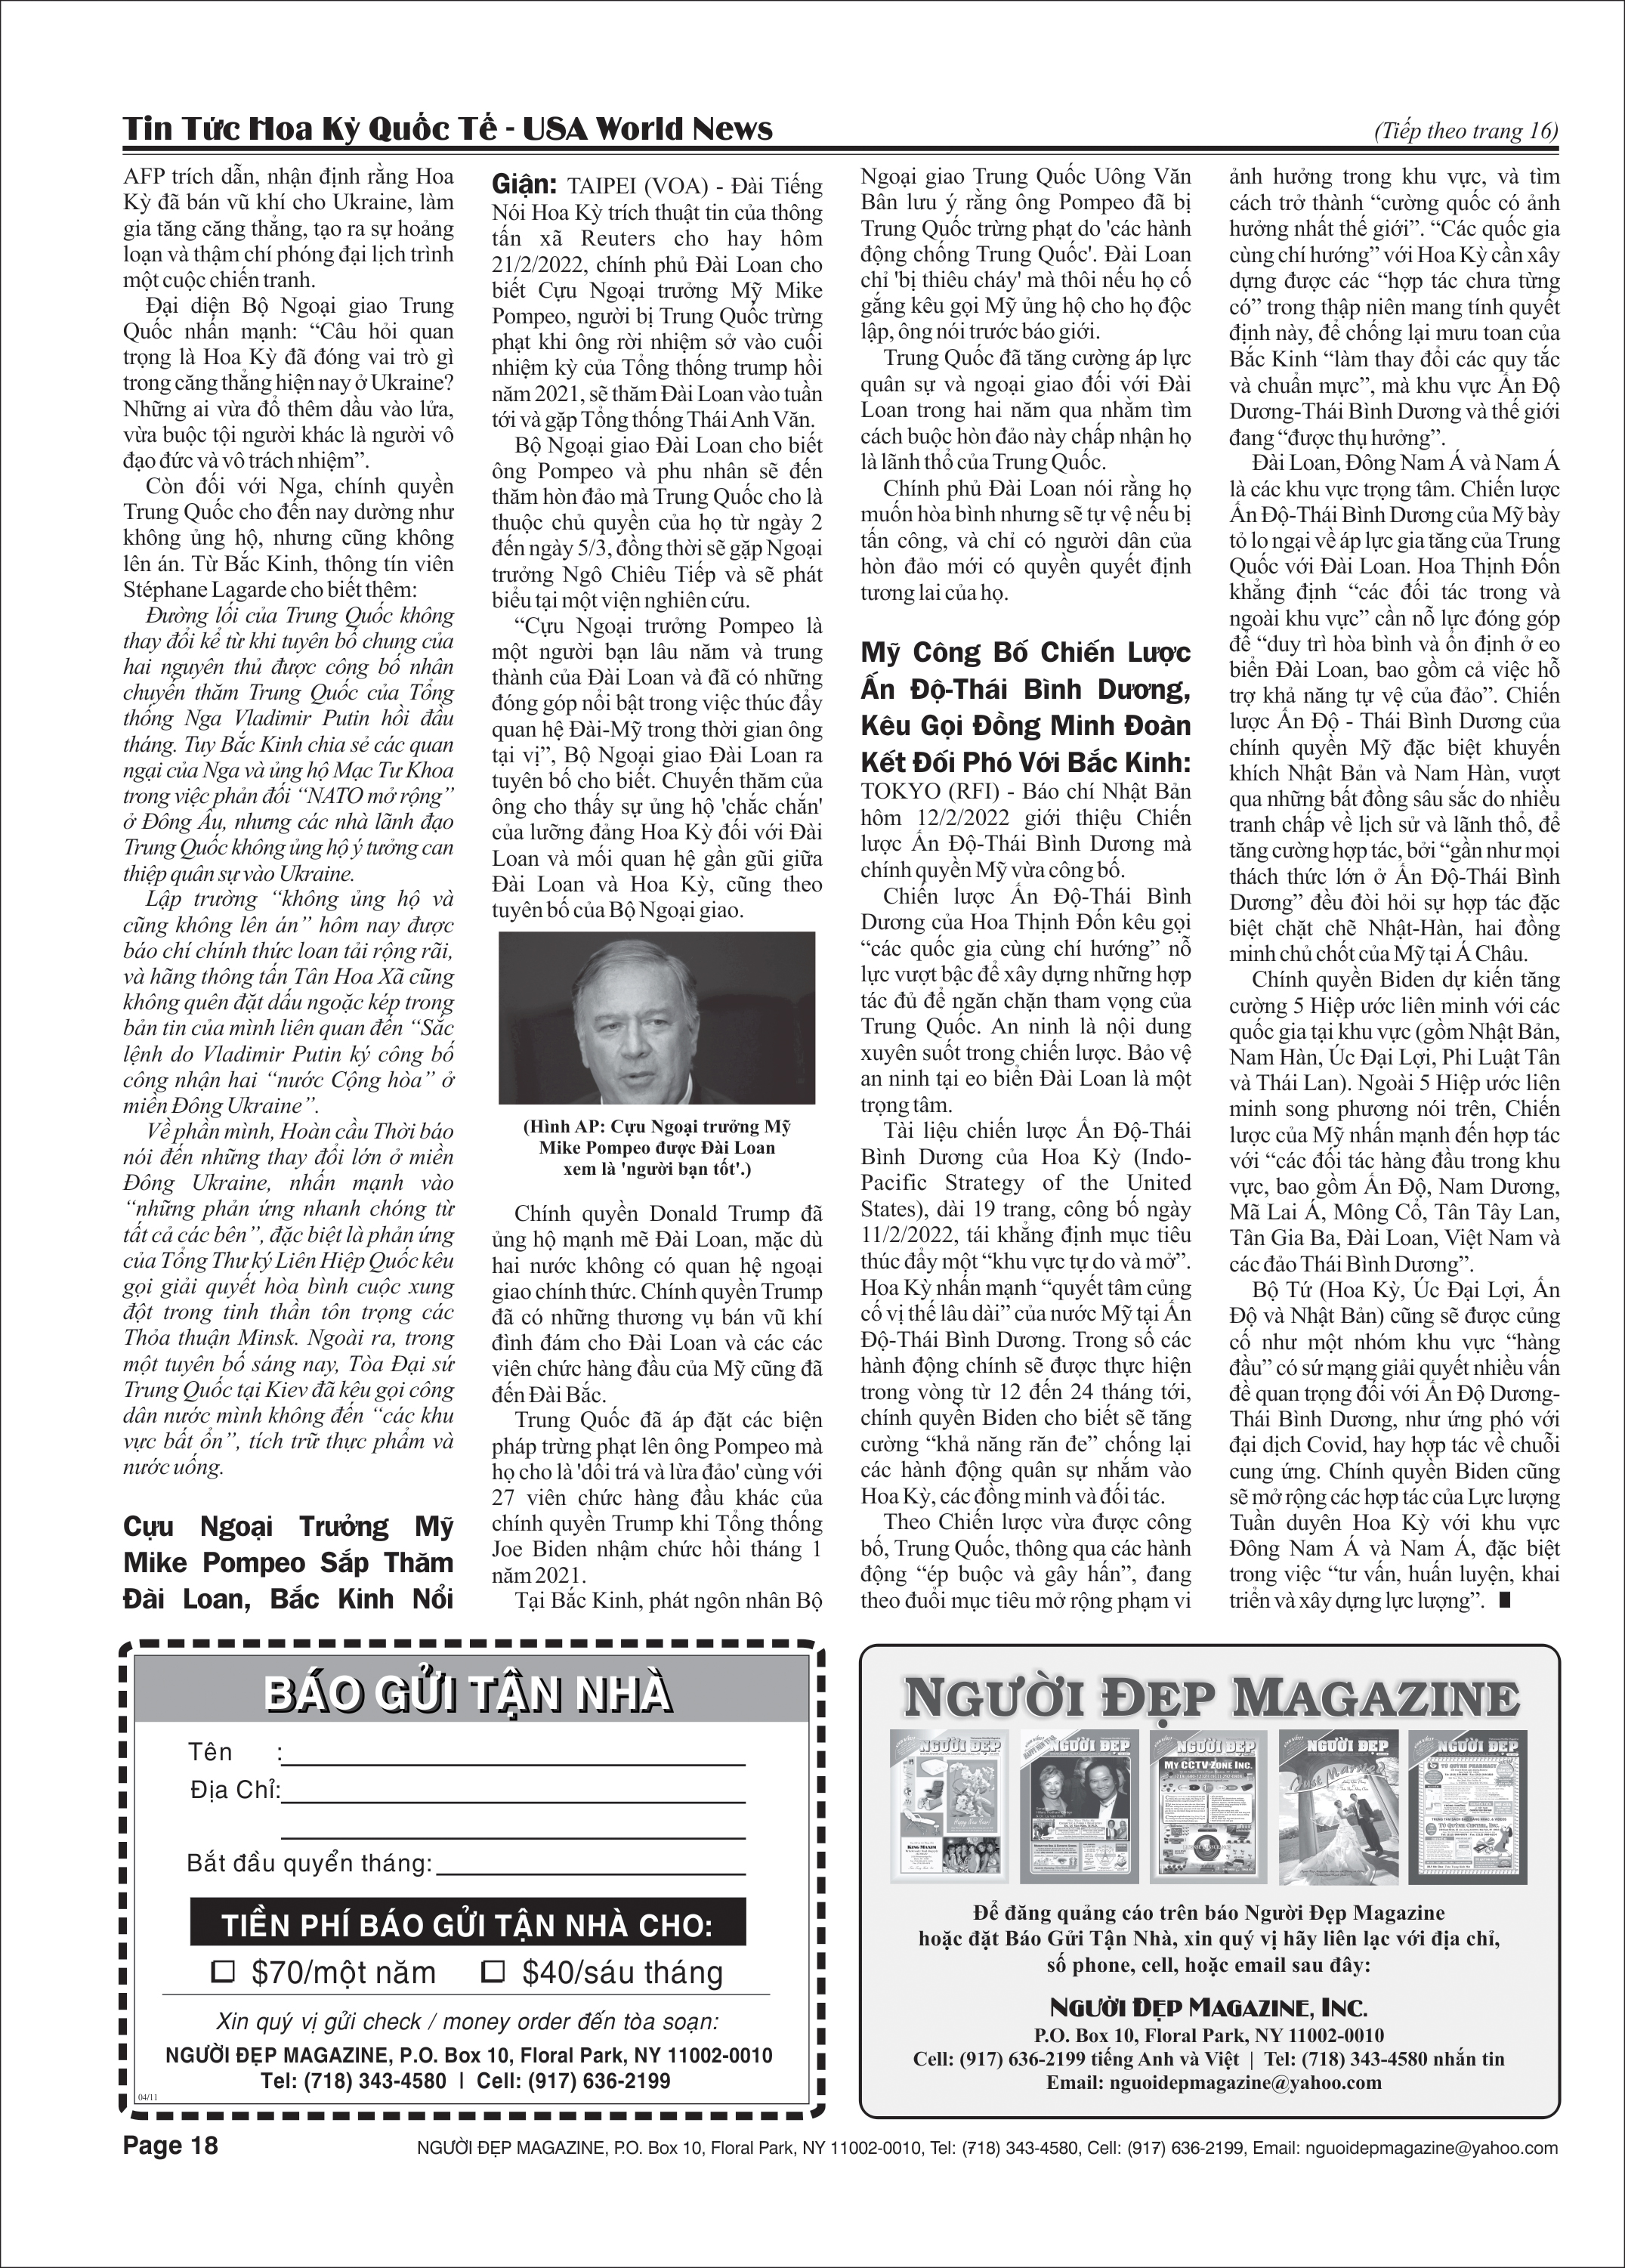 Tin Tức Hoa Kỳ Quốc Tế - USA World News
(Tiếp theo trang 16)
AFP trích dẫn, nhận định rằng Hoa
Kỳ đã bán vũ khí cho Ukraine, làm
gia tăng căng thẳng, tạo ra sự hoảng
loạn và thậm chí phóng đại lịch trình
một cuộc chiến tranh.
Đại diện Bộ Ngoại giao Trung
Quốc nhấn mạnh: “Câu hỏi quan
trọng là Hoa Kỳ đã đóng vai trò gì
trong căng thẳng hiện nay ở Ukraine?
Những ai vừa đổ thêm dầu vào lửa,
vừa buộc tội người khác là người vô
đạo đức và vô trách nhiệm”.
Còn đối với Nga, chính quyền
Trung Quốc cho đến nay dường như
không ủng hộ, nhưng cũng không
lên án. Từ Bắc Kinh, thông tín viên
Stéphane Lagarde cho biết thêm:
Đường lối của Trung Quốc không
thay đổi kể từ khi tuyên bố chung của
hai nguyên thủ được công bố nhân
chuyến thăm Trung Quốc của Tổng
thống Nga Vladimir Putin hồi đầu
tháng. Tuy Bắc Kinh chia sẻ các quan
ngại của Nga và ủng hộ Mạc Tư Khoa
trong việc phản đối “NATO mở rộng”
ở Đông Âu, nhưng các nhà lãnh đạo
Trung Quốc không ủng hộ ý tưởng can
thiệp quân sự vào Ukraine.
Lập trường “không ủng hộ và
cũng không lên án” hôm nay được
báo chí chính thức loan tải rộng rãi,
và hãng thông tấn Tân Hoa Xã cũng
không quên đặt dấu ngoặc kép trong
bản tin của mình liên quan đến “Sắc
lệnh do Vladimir Putin ký công bố
công nhận hai “nước Cộng hòa” ở
miền Đông Ukraine”.
Về phần mình, Hoàn cầu Thời báo
nói đến những thay đổi lớn ở miền
Đông Ukraine, nhấn mạnh vào
“những phản ứng nhanh chóng từ
tất cả các bên”, đặc biệt là phản ứng
của Tổng Thư ký Liên Hiệp Quốc kêu
gọi giải quyết hòa bình cuộc xung
đột trong tinh thần tôn trọng các
Thỏa thuận Minsk. Ngoài ra, trong
một tuyên bố sáng nay, Tòa Đại sứ
Trung Quốc tại Kiev đã kêu gọi công
dân nước mình không đến “các khu
vực bất ổn”, tích trữ thực phẩm và
nước uống.
Cựu Ngoại Trưởng Mỹ
Mike Pompeo Sắp Thăm
Đài Loan, Bắc Kinh Nổi
Giận: TAIPEI (VOA) - Đài Tiếng
Nói Hoa Kỳ trích thuật tin của thông
tấn xã Reuters cho hay hôm
21/2/2022, chính phủ Đài Loan cho
biết Cựu Ngoại trưởng Mỹ Mike
Pompeo, người bị Trung Quốc trừng
phạt khi ông rời nhiệm sở vào cuối
nhiệm kỳ của Tổng thống trump hồi
năm 2021, sẽ thăm Đài Loan vào tuần
tới và gặp Tổng thống Thái Anh Văn.
Bộ Ngoại giao Đài Loan cho biết
ông Pompeo và phu nhân sẽ đến
thăm hòn đảo mà Trung Quốc cho là
thuộc chủ quyền của họ từ ngày 2
đến ngày 5/3, đồng thời sẽ gặp Ngoại
trưởng Ngô Chiêu Tiếp và sẽ phát
biểu tại một viện nghiên cứu.
“Cựu Ngoại trưởng Pompeo là
một người bạn lâu năm và trung
thành của Đài Loan và đã có những
đóng góp nổi bật trong việc thúc đẩy
quan hệ Đài-Mỹ trong thời gian ông
tại vị”, Bộ Ngoại giao Đài Loan ra
tuyên bố cho biết. Chuyến thăm của
ông cho thấy sự ủng hộ 'chắc chắn'
của lưỡng đảng Hoa Kỳ đối với Đài
Loan và mối quan hệ gần gũi giữa
Đài Loan và Hoa Kỳ, cũng theo
tuyên bố của Bộ Ngoại giao.
(Hình AP: Cựu Ngoại trưởng Mỹ
Mike Pompeo được Đài Loan
xem là 'người bạn tốt'.)
Chính quyền Donald Trump đã
ủng hộ mạnh mẽ Đài Loan, mặc dù
hai nước không có quan hệ ngoại
giao chính thức. Chính quyền Trump
đã có những thương vụ bán vũ khí
đình đám cho Đài Loan và các các
viên chức hàng đầu của Mỹ cũng đã
đến Đài Bắc.
Trung Quốc đã áp đặt các biện
pháp trừng phạt lên ông Pompeo mà
họ cho là 'dối trá và lừa đảo' cùng với
27 viên chức hàng đầu khác của
chính quyền Trump khi Tổng thống
Joe Biden nhậm chức hồi tháng 1
năm 2021.
Tại Bắc Kinh, phát ngôn nhân Bộ
Ngoại giao Trung Quốc Uông Văn
Bân lưu ý rằng ông Pompeo đã bị
Trung Quốc trừng phạt do 'các hành
động chống Trung Quốc'. Đài Loan
chỉ 'bị thiêu cháy' mà thôi nếu họ cố
gắng kêu gọi Mỹ ủng hộ cho họ độc
lập, ông nói trước báo giới.
Trung Quốc đã tăng cường áp lực
quân sự và ngoại giao đối với Đài
Loan trong hai năm qua nhằm tìm
cách buộc hòn đảo này chấp nhận họ
là lãnh thổ của Trung Quốc.
Chính phủ Đài Loan nói rằng họ
muốn hòa bình nhưng sẽ tự vệ nếu bị
tấn công, và chỉ có người dân của
hòn đảo mới có quyền quyết định
tương lai của họ.
Mỹ Công Bố Chiến Lược
Ấn Độ-Thái Bình Dương,
Kêu Gọi Đồng Minh Đoàn
Kết Đối Phó Với Bắc Kinh:
TOKYO (RFI) - Báo chí Nhật Bản
hôm 12/2/2022 giới thiệu Chiến
lược Ấn Độ-Thái Bình Dương mà
chính quyền Mỹ vừa công bố.
Chiến lược Ấn Độ-Thái Bình
Dương của Hoa Thịnh Đốn kêu gọi
“các quốc gia cùng chí hướng” nỗ
lực vượt bậc để xây dựng những hợp
tác đủ để ngăn chặn tham vọng của
Trung Quốc. An ninh là nội dung
xuyên suốt trong chiến lược. Bảo vệ
an ninh tại eo biển Đài Loan là một
trọng tâm.
Tài liệu chiến lược Ấn Độ-Thái
Bình Dương của Hoa Kỳ (Indo-
Pacific Strategy of the United
States), dài 19 trang, công bố ngày
11/2/2022, tái khẳng định mục tiêu
thúc đẩy một “khu vực tự do và mở”.
Hoa Kỳ nhấn mạnh “quyết tâm củng
cố vị thế lâu dài” của nước Mỹ tại Ấn
Độ-Thái Bình Dương. Trong số các
hành động chính sẽ được thực hiện
trong vòng từ 12 đến 24 tháng tới,
chính quyền Biden cho biết sẽ tăng
cường “khả năng răn đe” chống lại
các hành động quân sự nhắm vào
Hoa Kỳ, các đồng minh và đối tác.
Theo Chiến lược vừa được công
bố, Trung Quốc, thông qua các hành
động “ép buộc và gây hấn”, đang
theo đuổi mục tiêu mở rộng phạm vi
ảnh hưởng trong khu vực, và tìm
cách trở thành “cường quốc có ảnh
hưởng nhất thế giới”. “Các quốc gia
cùng chí hướng” với Hoa Kỳ cần xây
dựng được các “hợp tác chưa từng
có” trong thập niên mang tính quyết
định này, để chống lại mưu toan của
Bắc Kinh “làm thay đổi các quy tắc
và chuẩn mực”, mà khu vực Ấn Độ
Dương-Thái Bình Dương và thế giới
đang “được thụ hưởng”.
Đài Loan, Đông Nam Á và Nam Á
là các khu vực trọng tâm. Chiến lược
Ấn Độ-Thái Bình Dương của Mỹ bày
tỏ lo ngại về áp lực gia tăng của Trung
Quốc với Đài Loan. Hoa Thịnh Đốn
khẳng định “các đối tác trong và
ngoài khu vực” cần nỗ lực đóng góp
để “duy trì hòa bình và ổn định ở eo
biển Đài Loan, bao gồm cả việc hỗ
trợ khả năng tự vệ của đảo”. Chiến
lược Ấn Độ - Thái Bình Dương của
chính quyền Mỹ đặc biệt khuyến
khích Nhật Bản và Nam Hàn, vượt
qua những bất đồng sâu sắc do nhiều
tranh chấp về lịch sử và lãnh thổ, để
tăng cường hợp tác, bởi “gần như mọi
thách thức lớn ở Ấn Độ-Thái Bình
Dương” đều đòi hỏi sự hợp tác đặc
biệt chặt chẽ Nhật-Hàn, hai đồng
minh chủ chốt của Mỹ tại Á Châu.
Chính quyền Biden dự kiến tăng
cường 5 Hiệp ước liên minh với các
quốc gia tại khu vực (gồm Nhật Bản,
Nam Hàn, Úc Đại Lợi, Phi Luật Tân
và Thái Lan). Ngoài 5 Hiệp ước liên
minh song phương nói trên, Chiến
lược của Mỹ nhấn mạnh đến hợp tác
với “các đối tác hàng đầu trong khu
vực, bao gồm Ấn Độ, Nam Dương,
Mã Lai Á, Mông Cổ, Tân Tây Lan,
Tân Gia Ba, Đài Loan, Việt Nam và
các đảo Thái Bình Dương”.
Bộ Tứ (Hoa Kỳ, Úc Đại Lợi, Ấn
Độ và Nhật Bản) cũng sẽ được củng
cố như một nhóm khu vực “hàng
đầu” có sứ mạng giải quyết nhiều vấn
đề quan trọng đối với Ấn Độ Dương-
Thái Bình Dương, như ứng phó với
đại dịch Covid, hay hợp tác về chuỗi
cung ứng. Chính quyền Biden cũng
sẽ mở rộng các hợp tác của Lực lượng
Tuần duyên Hoa Kỳ với khu vực
Đông Nam Á và Nam Á, đặc biệt
trong việc “tư vấn, huấn luyện, khai
triển và xây dựng lực lượng”.
BÁO GỬI TẬN NHÀ
Tên :
Địa Chỉ:
Bắt đầu quyển tháng:
TIỀN PHÍ BÁO GỬI TẬN NHÀ CHO:
$70/một năm $40/sáu tháng
Xin quý vị gửi check / money order đến tòa soạn:
NGƯỜI ĐẸP MAGAZINE, P.O. Box 10, Floral Park, NY 11002-0010
Tel: (718) 343-4580 | Cell: (917) 636-2199
04/11
NGƯỜI ĐẸP MAGAZINE
NGƯỜI ĐẸP
KING MAXIM
NGƯỜI ĐẸP
NGƯỜI ĐẸP
MY CCTV ZONE INC.
NGƯỜI ĐẸP
Just Married
NGƯỜI ĐẸP
TÚ QUỲNH PHARMACY
Để đăng quảng cáo trên báo Người Đẹp Magazine
hoặc đặt Báo Gửi Tận Nhà, xin quý vị hãy liên lạc với địa chỉ,
số phone, cell, hoặc email sau đây:
NGƯỜI ĐẸP MAGAZINE, INC.
P.O. Box 10, Floral Park, NY 11002-0010
Cell: (917) 636-2199 tiếng Anh và Việt | Tel: (718) 343-4580 nhắn tin
Email: nguoidepmagazine@yahoo.com
Page 18
NGƯỜI ĐẸP MAGAZINE, P.O. Box 10, Floral Park, NY 11002-0010, Tel: (718) 343-4580, Cell: (917) 636-2199, Email: nguoidepmagazine@yahoo.com